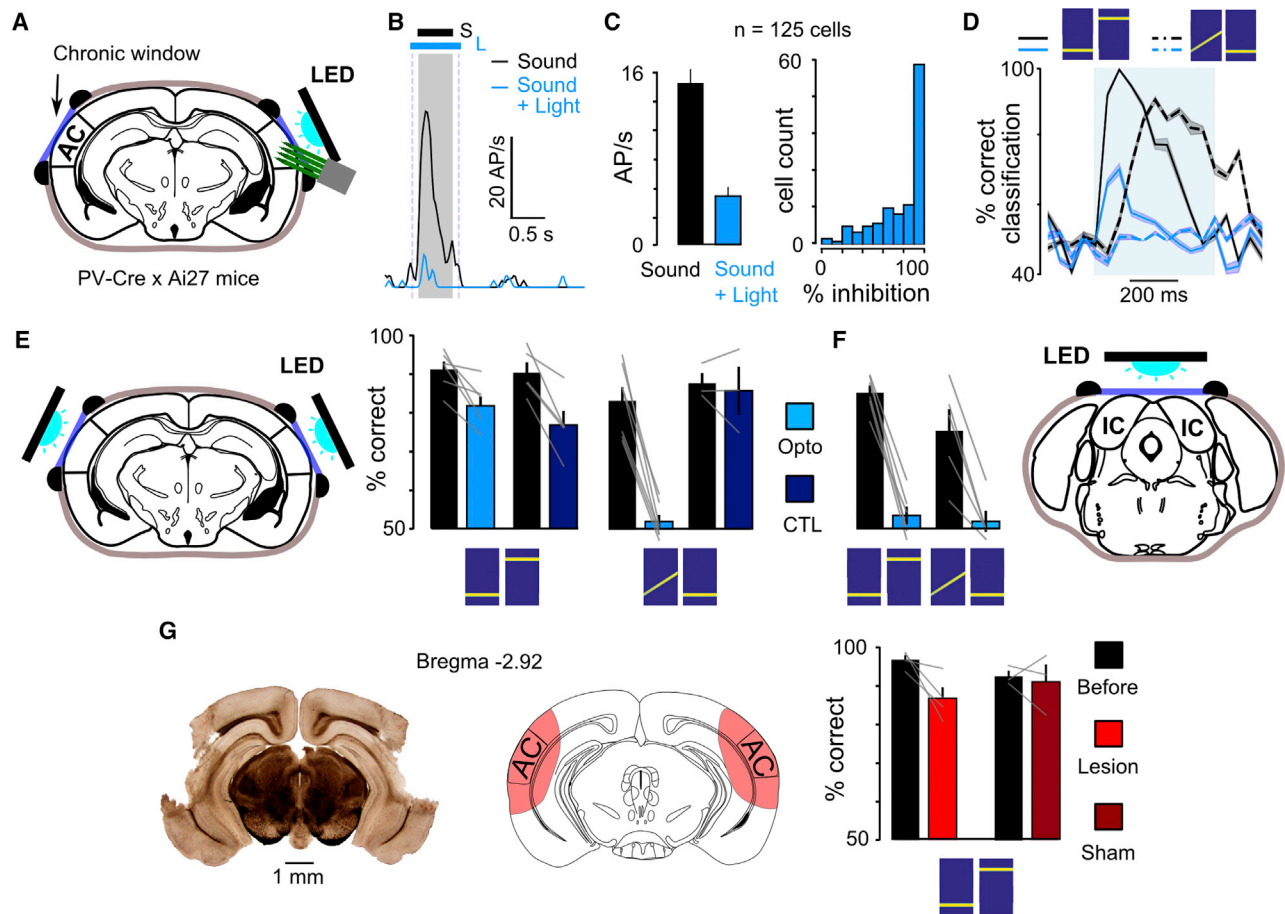 A
Chronic window
LED
AC
PV-Cre x Ai27 mice
B
S
L
Sound
Sound
+ Light
20 AP/s
0.5 s
C
n = 125 cells
16
AP/s
0
Sound
Sound
+ Light
60
cell count
0
0
100
% inhibition
D
100
% correct
classification
40
200 ms
E
LED
LED
100
% correct
50
Opto
CTL
F
LED
IC
IC
G
Bregma -2.92
1 mm
AC
AC
100
% correct
50
Before
Lesion
Sham